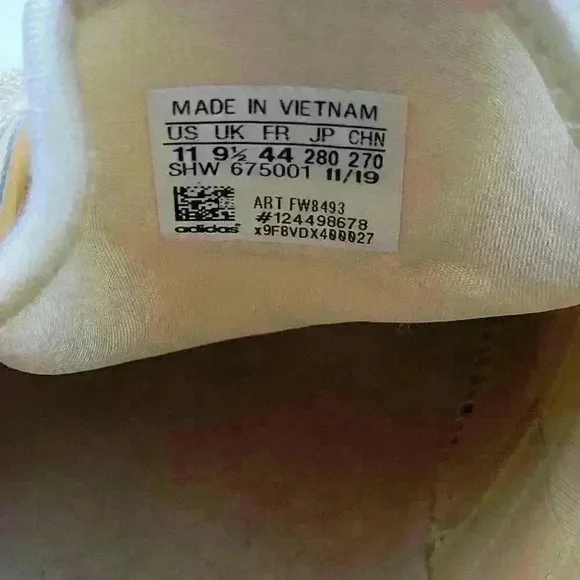 MADE IN VIETNAM
US UK FR JP CHN
11 9½ 44 280 270
SHW 675001 11/19
ART FW8493
#124498678
adidas x9F8VDX400027